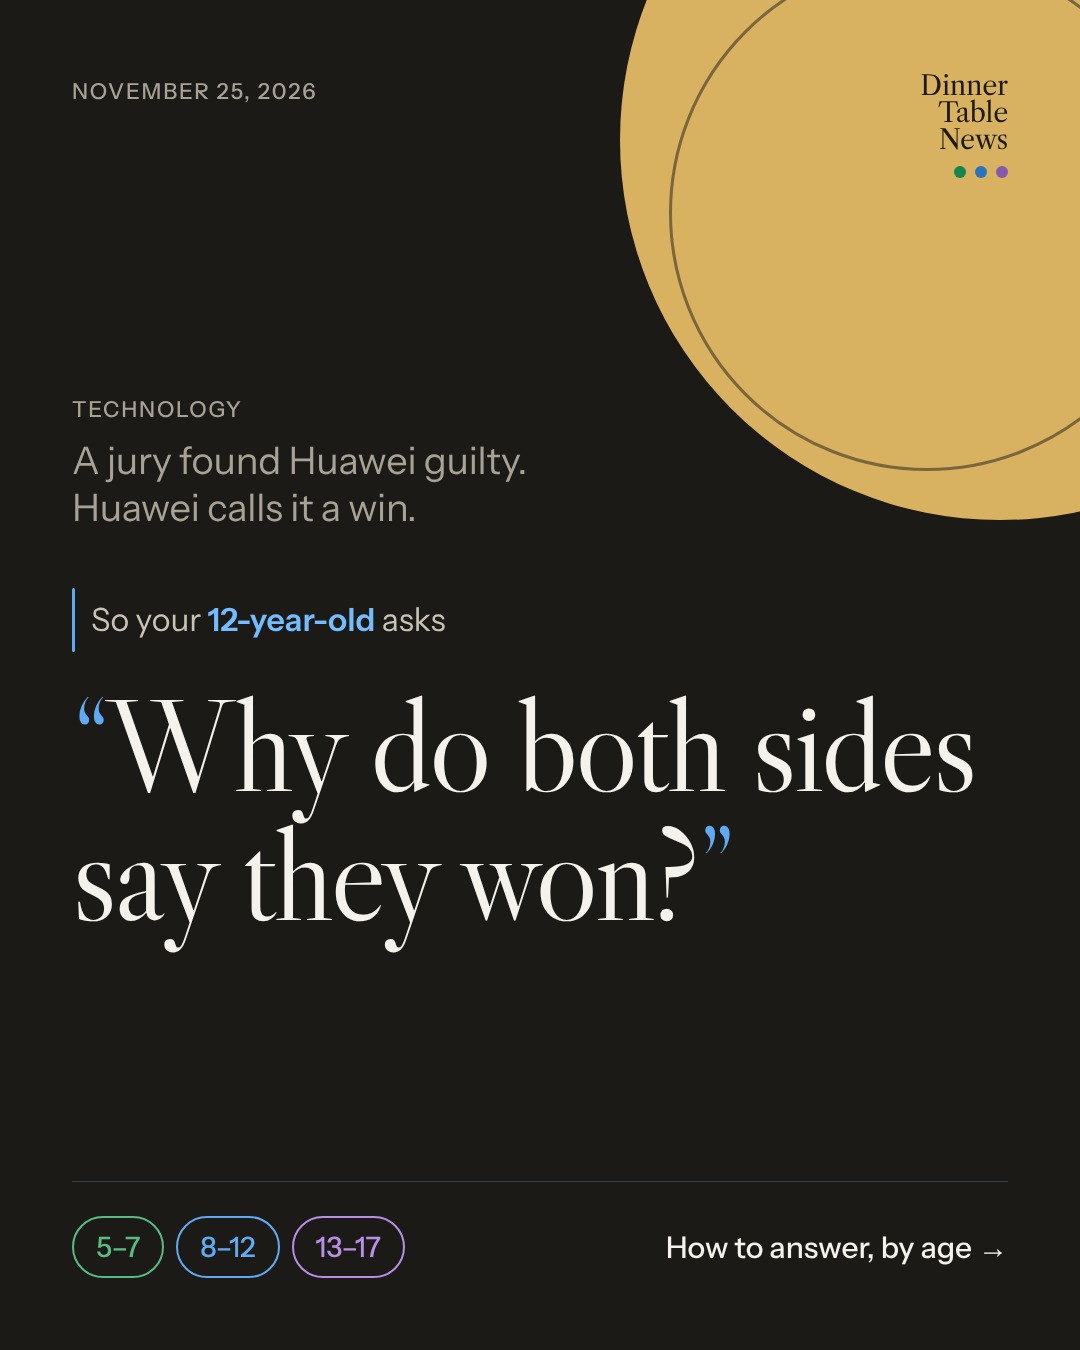 NOVEMBER 25, 2026
Dinner
Table
News
TECHNOLOGY
A jury found Huawei guilty.
Huawei calls it a win.
So your 12-year-old asks
“Why do both sides
say they won?”
5–7
8–12
13–17
How to answer, by age →